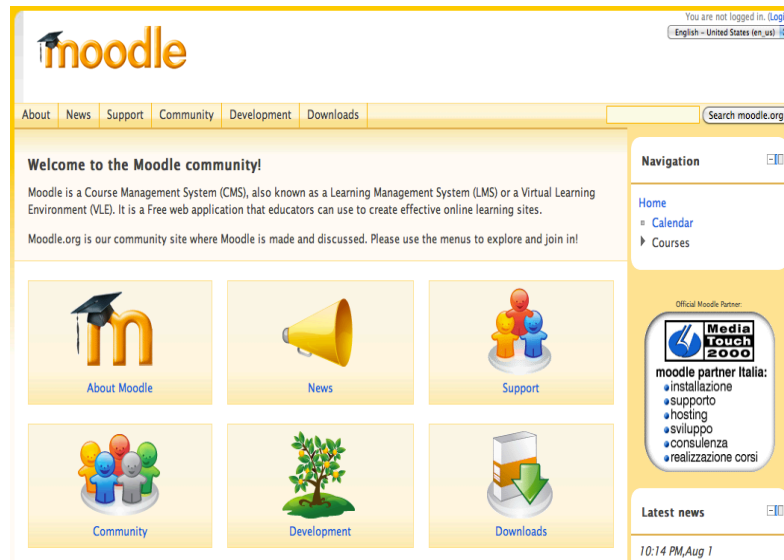 You are not logged in. (Logi
English – United States (en_us)
moodle
About News Support Community Development Downloads
Search moodle.org
Welcome to the Moodle community!
Moodle is a Course Management System (CMS), also known as a Learning Management System (LMS) or a Virtual Learning
Environment (VLE). It is a Free web application that educators can use to create effective online learning sites.
Moodle.org is our community site where Moodle is made and discussed. Please use the menus to explore and join in!
m
About Moodle
News
Support
Community
Development
Downloads
Navigation
Home
Calendar
Courses
Official Moodle Partner:
Media
Touch
2000
moodle partner Italia:
installazione
supporto
hosting
sviluppo
consulenza
realizzazione corsi
Latest news
10:14 PM,Aug 1